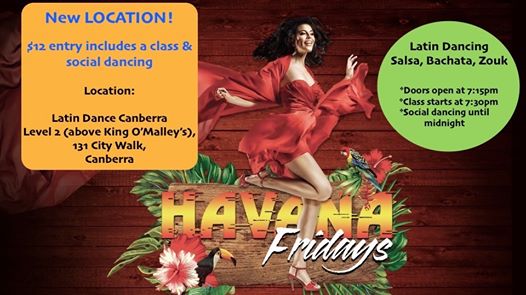 New LOCATION!
$12 entry includes a class &
social dancing
Location:
Latin Dance Canberra
Level 2 (above King O'Malley's),
131 City Walk,
Canberra
Latin Dancing
Salsa, Bachata, Zouk
*Doors open at 7:15pm
*Class starts at 7:30pm
*Social dancing until
midnight
HAVANA
Fridays